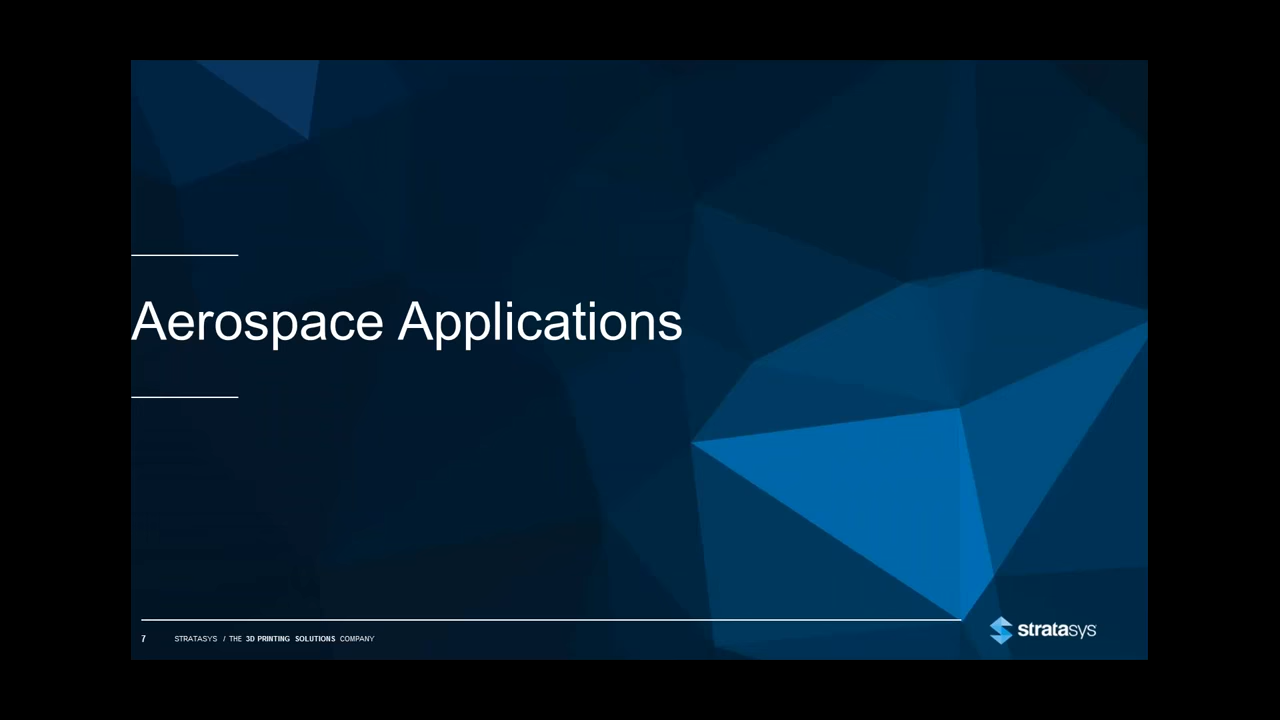 Aerospace Applications
7 STRATASYS / THE 3D PRINTING SOLUTIONS COMPANY
stratasys